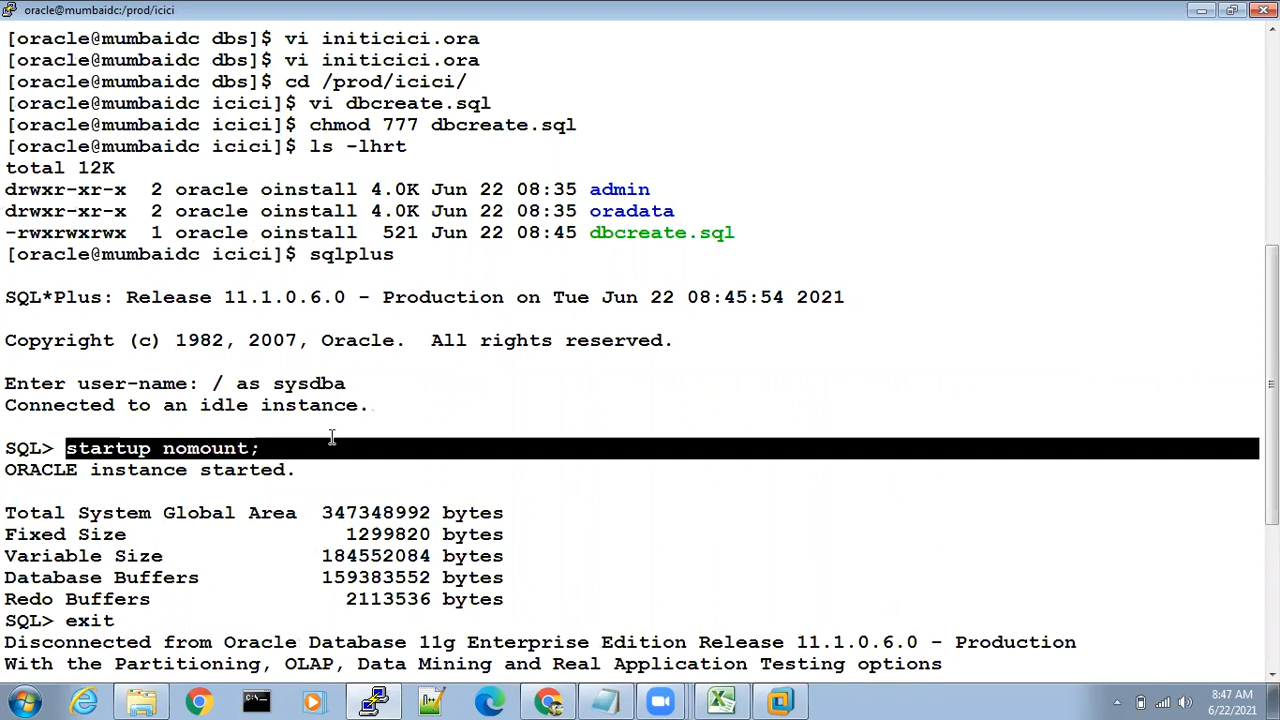 oracle@mumbaidc:/prod/icici
[oracle@mumbaidc dbs]$ vi initicici.ora
[oracle@mumbaidc dbs]$ vi initicici.ora
[oracle@mumbaidc dbs]$ cd /prod/icici/
[oracle@mumbaidc icici]$ vi dbcreate.sql
[oracle@mumbaidc icici]$ chmod 777 dbcreate.sql
[oracle@mumbaidc icici]$ ls -lhrt
total 12K
drwxr-xr-x  2 oracle oinstall 4.0K Jun 22 08:35 admin
drwxr-xr-x  2 oracle oinstall 4.0K Jun 22 08:35 oradata
-rwxrwxrwx  1 oracle oinstall  521 Jun 22 08:45 dbcreate.sql
[oracle@mumbaidc icici]$ sqlplus
SQL*Plus: Release 11.1.0.6.0 - Production on Tue Jun 22 08:45:54 2021
Copyright (c) 1982, 2007, Oracle.  All rights reserved.
Enter user-name: / as sysdba
Connected to an idle instance.
SQL> startup nomount;
ORACLE instance started.
Total System Global Area  347348992 bytes
Fixed Size                  1299820 bytes
Variable Size             184552084 bytes
Database Buffers          159383552 bytes
Redo Buffers                2113536 bytes
SQL> exit
Disconnected from Oracle Database 11g Enterprise Edition Release 11.1.0.6.0 - Production
With the Partitioning, OLAP, Data Mining and Real Application Testing options
8:47 AM
6/22/2021